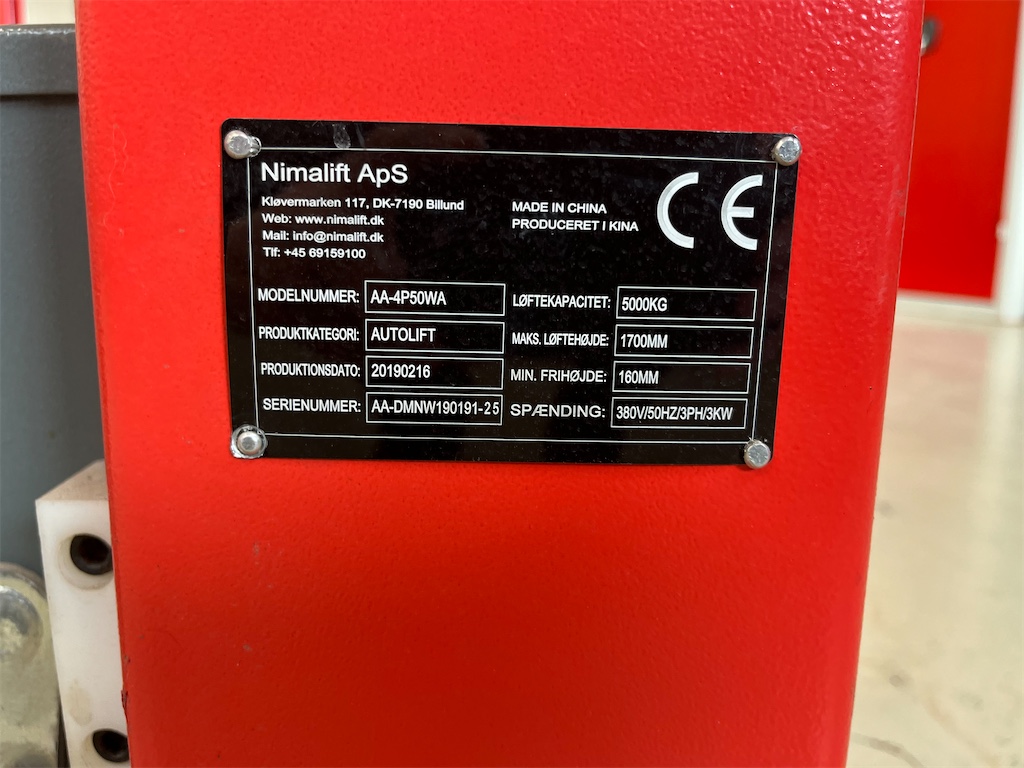 Nimalift ApS
Kløvermarken 117, DK-7190 Billund
Web: www.nimalift.dk
Mail: info@nimalift.dk
Tlf: +45 69159100
MADE IN CHINA
PRODUCERET I KINA
CE
MODELNUMMER: AA-4P50WA
PRODUKTKATEGORI: AUTOLIFT
PRODUKTIONSDATO: 20190216
SERIENUMMER: AA-DMNW190191-25
LØFTEKAPACITET: 5000KG
MAKS. LØFTEHØJDE: 1700MM
MIN. FRIHØJDE: 160MM
SPÆNDING: 380V/50HZ/3PH/3KW